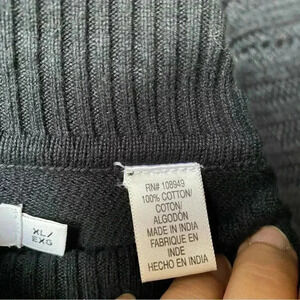 XL/
EXG
RN# 108949
100% COTTON/
COTON/
ALGODON
MADE IN INDIA
FABRIQUE EN
INDE
HECHO EN INDIA